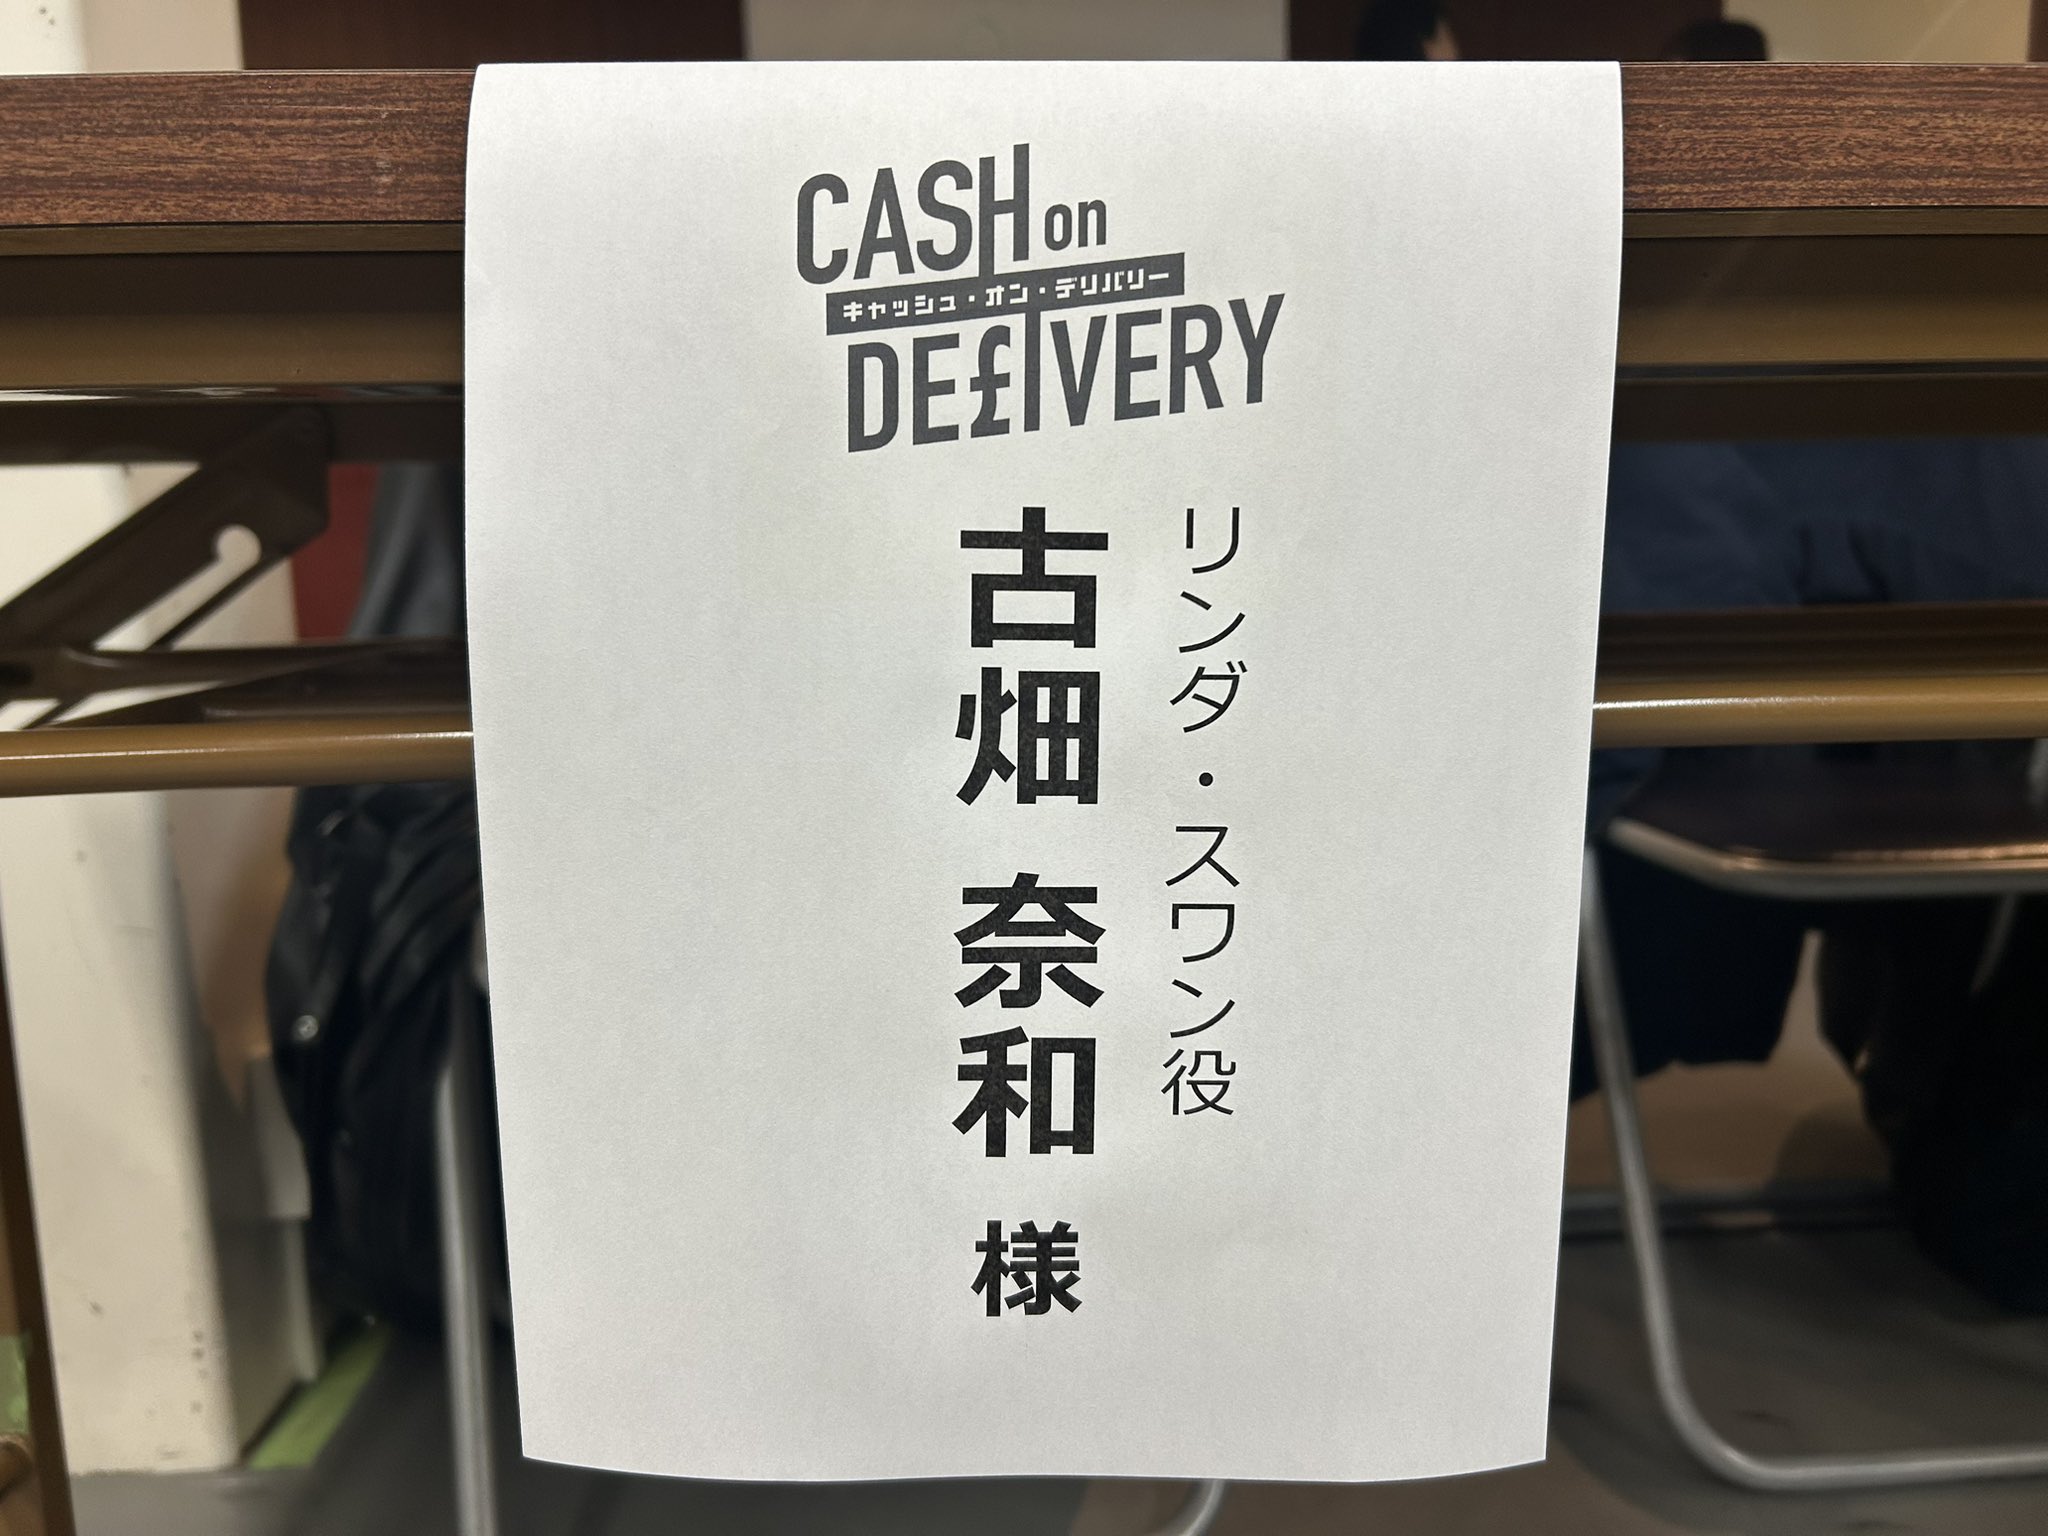 CASH on
キャッシュ・オン・デリバリー
DE£IVERY
リンダ・スワン役
古畑 奈和 様